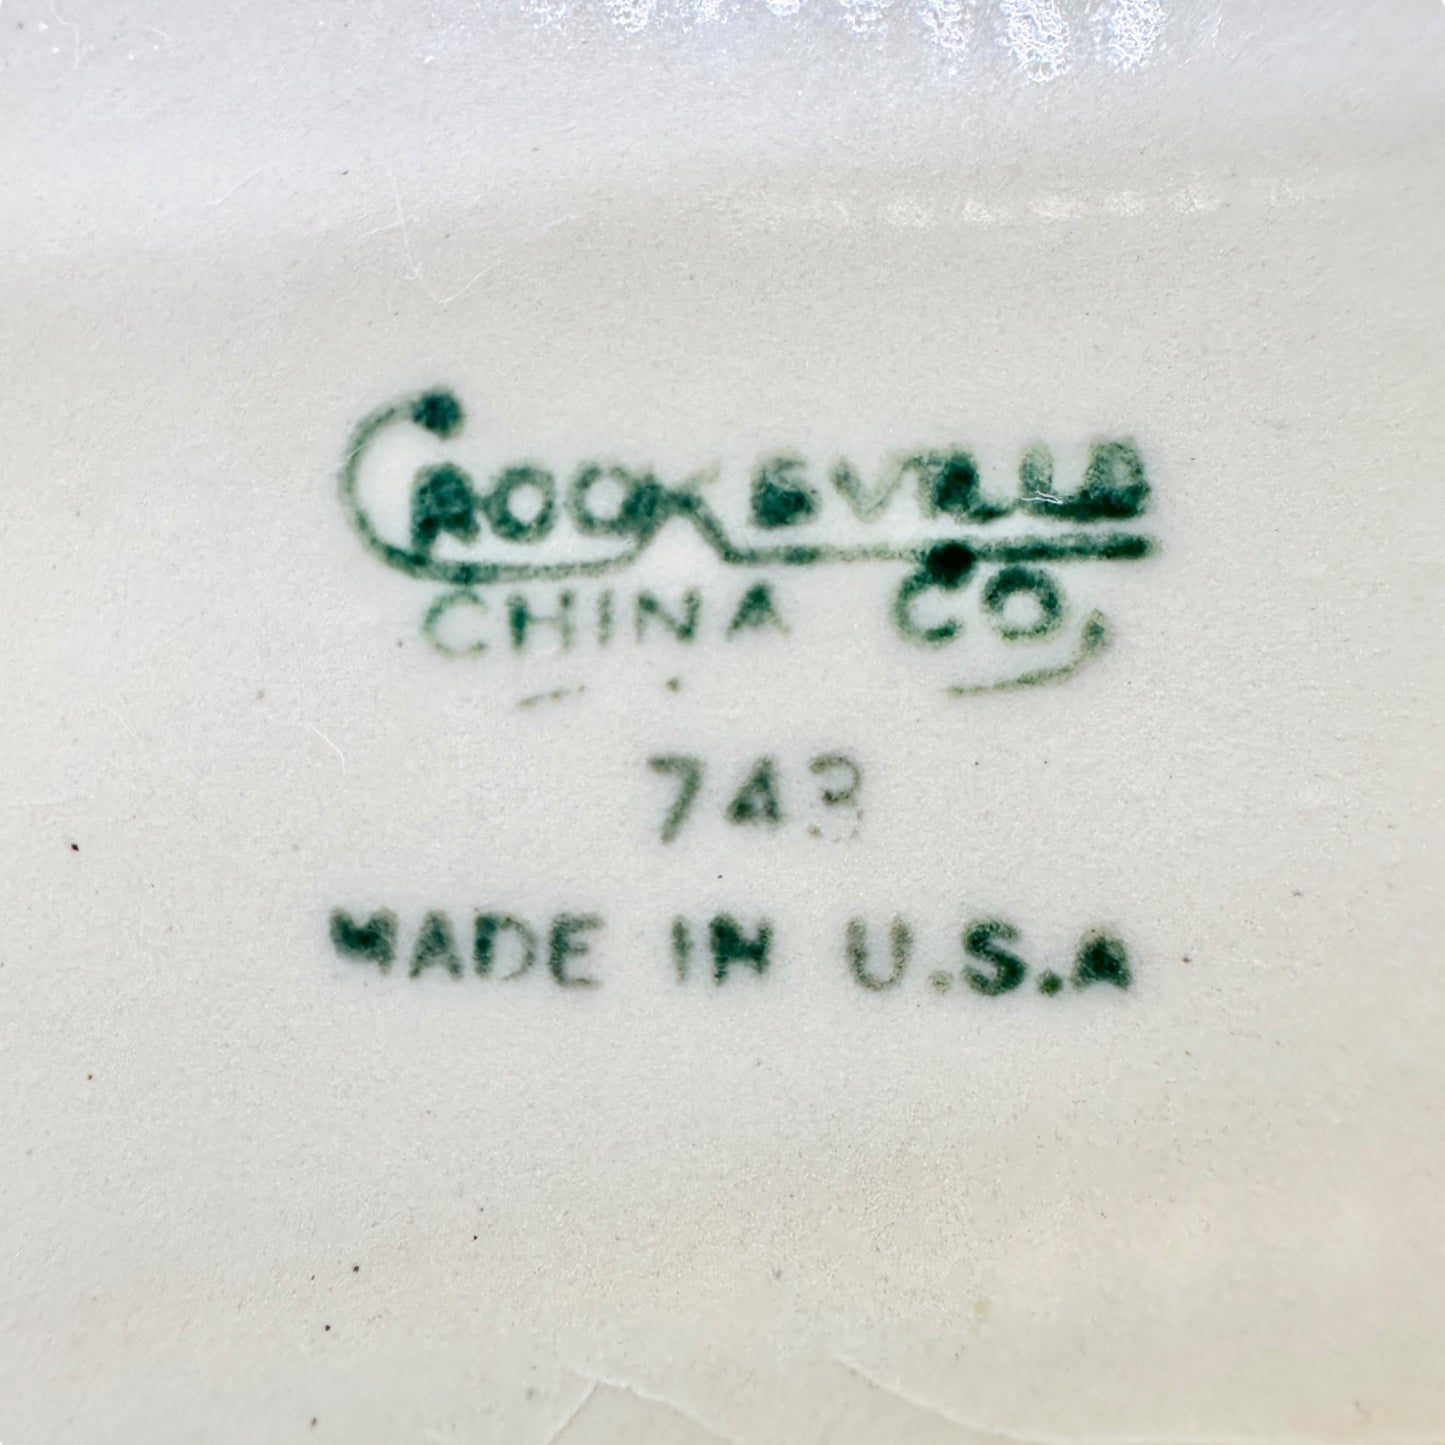 CROOKSVILLE
CHINA CO.
743
MADE IN U.S.A